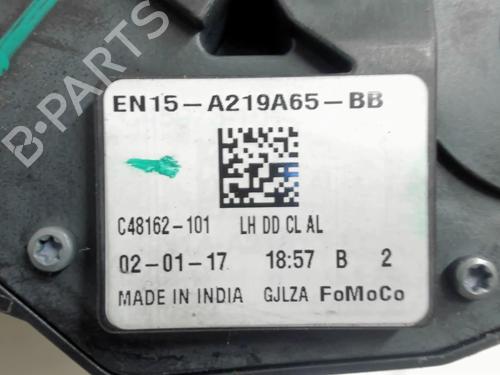 EN15-A219A65-BB
C48162-101 LH DD CL AL
02-01-17 18:57 B 2
MADE IN INDIA GJLZA FoMoCo